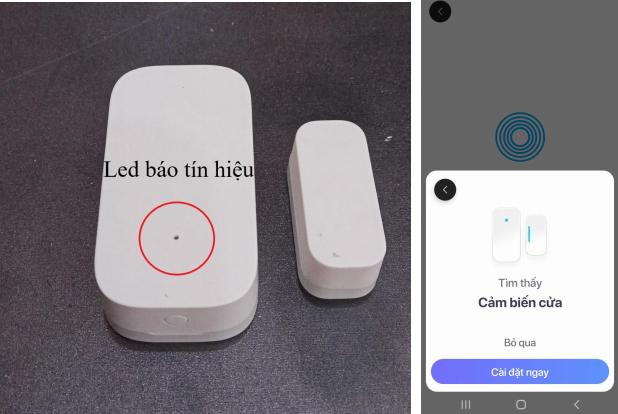 Led báo tín hiệu
Tìm thấy
Cảm biến cửa
Bỏ qua
Cài đặt ngay